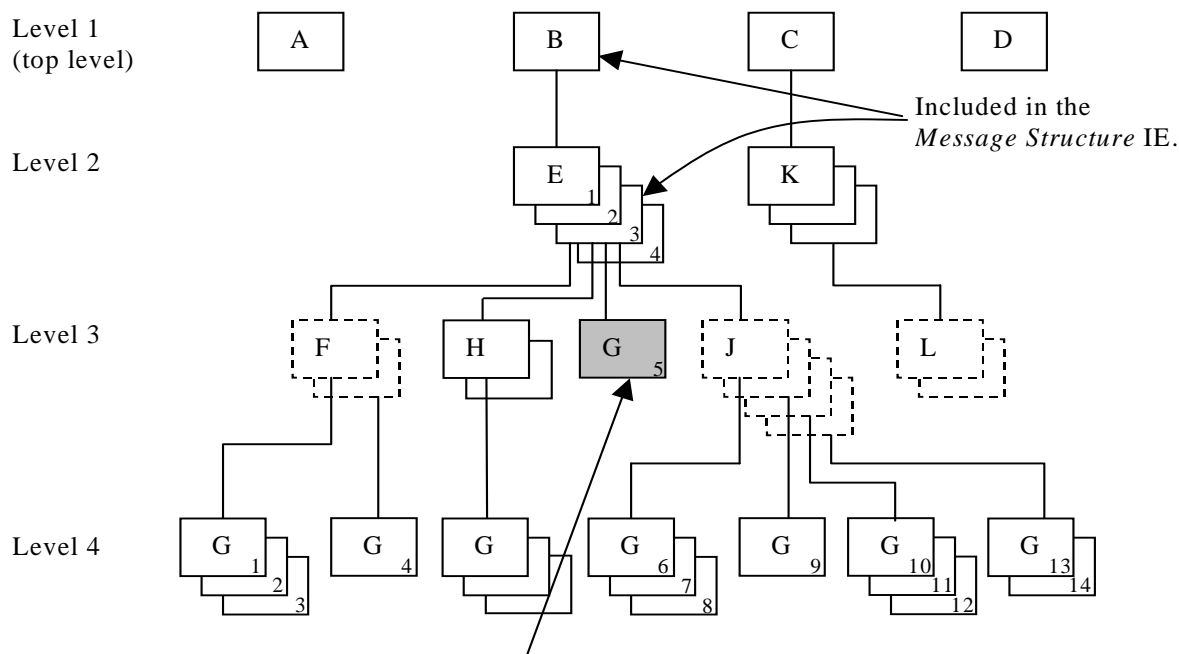 Level 1
(top level)
A
B
C
D
Included in the
Message Structure IE.
Level 2
E
1
2
3
4
K
Level 3
F
H
G
5
J
L
Level 4
G
1
2
3
G
4
G
G
6
7
8
G
9
G
10
11
12
G
13
14